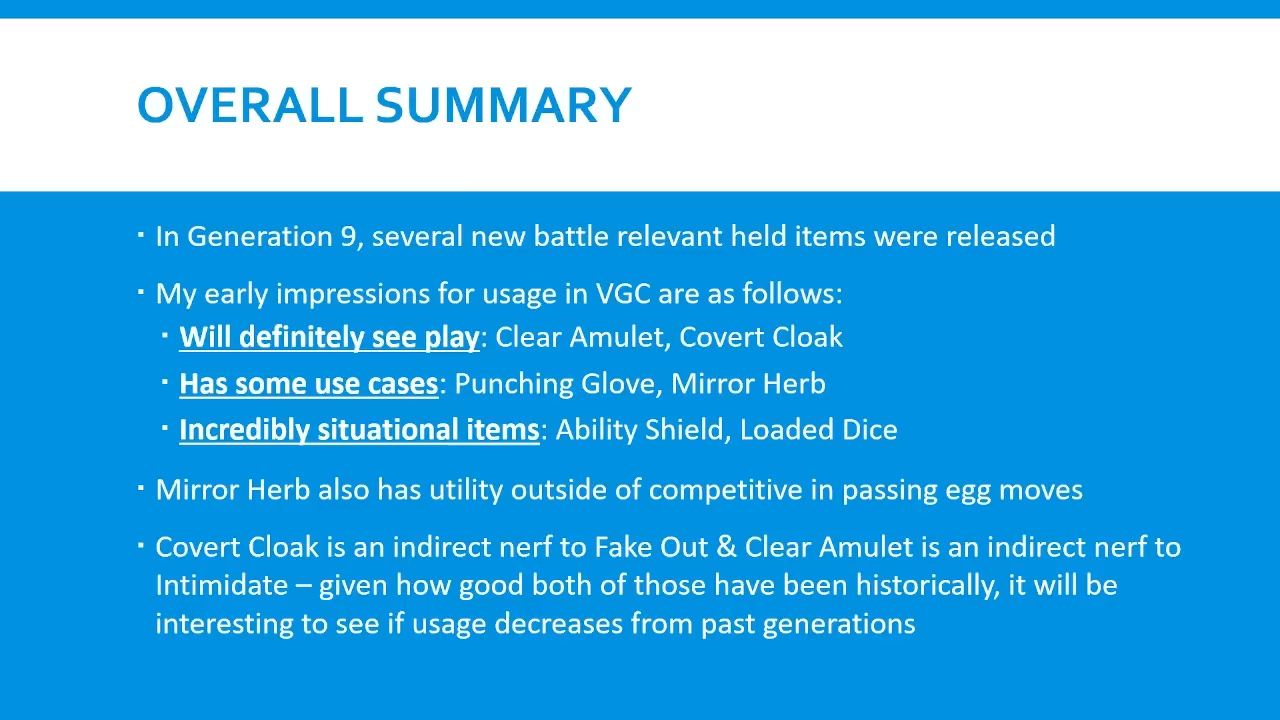 OVERALL SUMMARY
▪ In Generation 9, several new battle relevant held items were released
▪ My early impressions for usage in VGC are as follows:
▪ Will definitely see play: Clear Amulet, Covert Cloak
▪ Has some use cases: Punching Glove, Mirror Herb
▪ Incredibly situational items: Ability Shield, Loaded Dice
▪ Mirror Herb also has utility outside of competitive in passing egg moves
▪ Covert Cloak is an indirect nerf to Fake Out & Clear Amulet is an indirect nerf to
Intimidate – given how good both of those have been historically, it will be
interesting to see if usage decreases from past generations